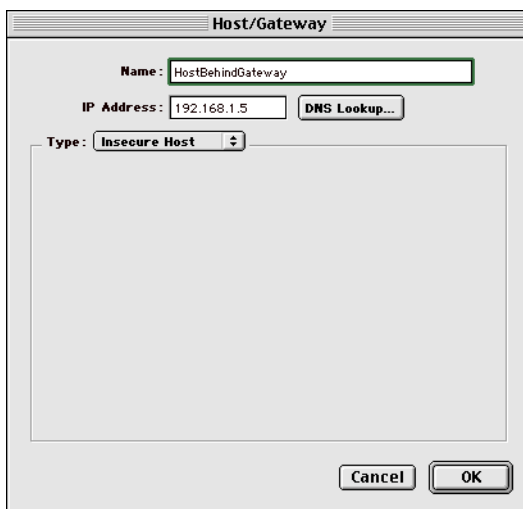 Host/Gateway
Name: HostBehindGateway
IP Address: 192.168.1.5 DNS Lookup...
Type: Insecure Host
Cancel OK